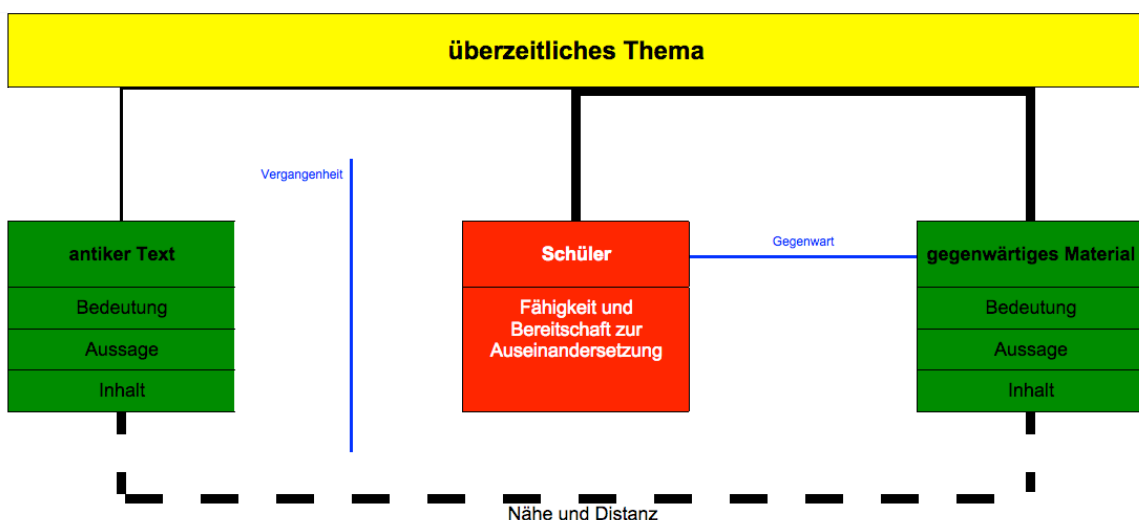 überzeitliches Thema
Vergangenheit
antiker Text
Bedeutung
Aussage
Inhalt
Schüler
Fähigkeit und
Bereitschaft zur
Auseinandersetzung
Gegenwart
gegenwärtiges Material
Bedeutung
Aussage
Inhalt
Nähe und Distanz